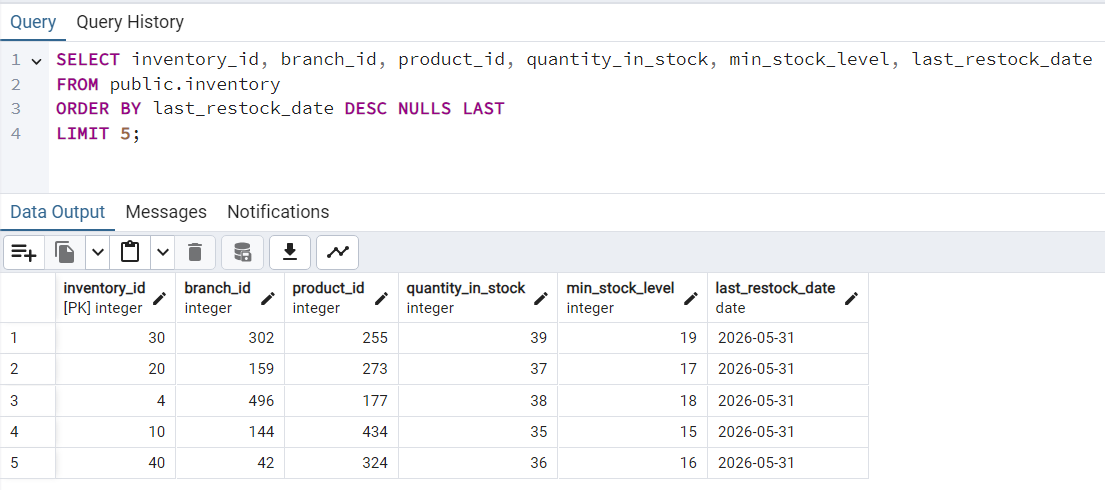 Query Query History
1 SELECT inventory_id, branch_id, product_id, quantity_in_stock, min_stock_level, last_restock_date
2 FROM public.inventory
3 ORDER BY last_restock_date DESC NULLS LAST
4 LIMIT 5;
Data Output Messages Notifications
inventory_id branch_id product_id quantity_in_stock min_stock_level last_restock_date
[PK] integer integer integer integer integer date
1 30 302 255 39 19 2026-05-31
2 20 159 273 37 17 2026-05-31
3 4 496 177 38 18 2026-05-31
4 10 144 434 35 15 2026-05-31
5 40 42 324 36 16 2026-05-31